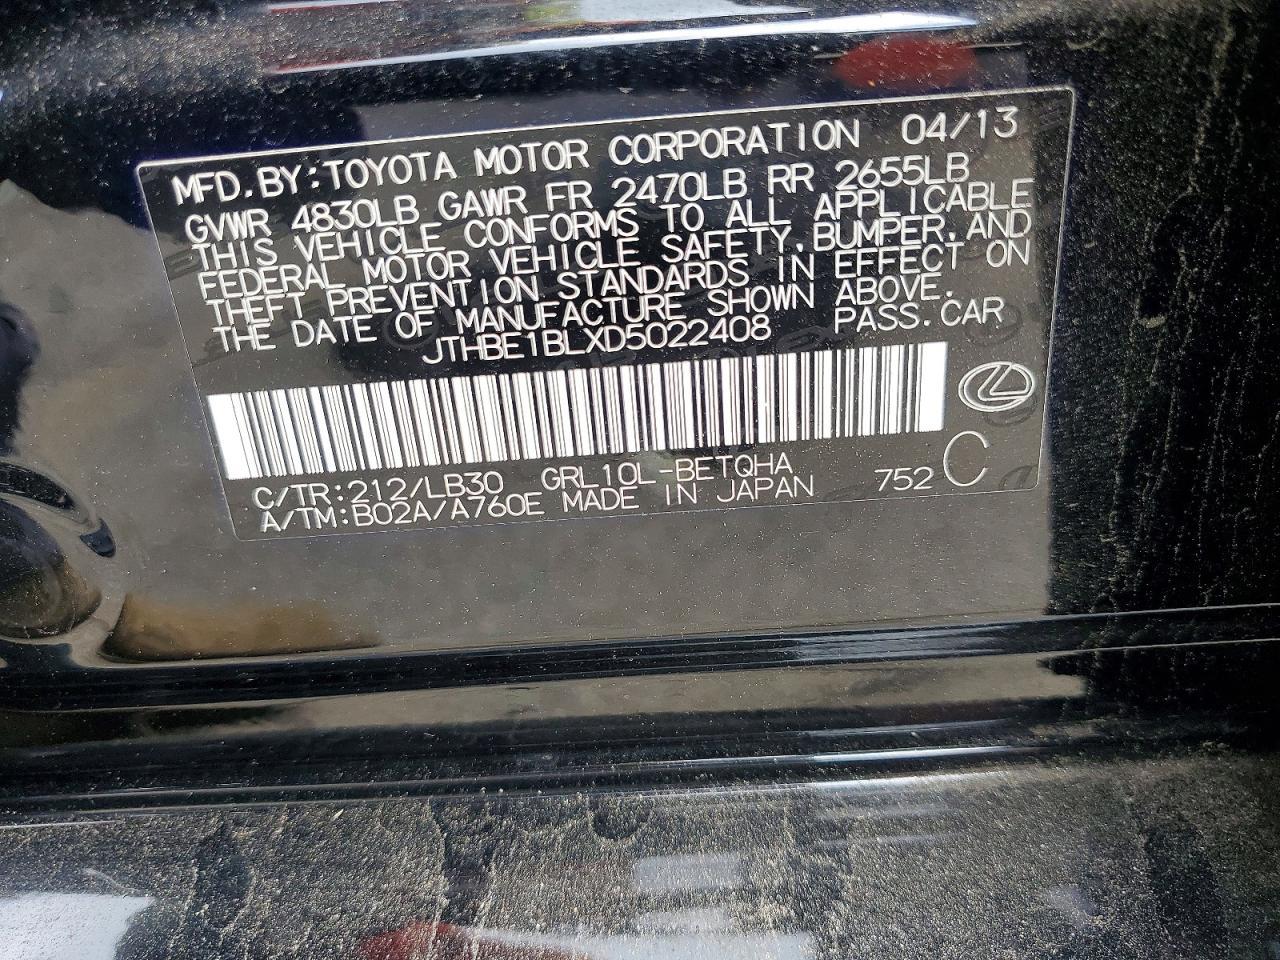 MFD.BY:TOYOTA MOTOR CORPORATION 04/13
GVWR 4830LB GAWR FR 2470LB RR 2655LB
THIS VEHICLE CONFORMS TO ALL APPLICABLE
FEDERAL MOTOR VEHICLE SAFETY,BUMPER,AND
THEFT PREVENTION STANDARDS IN EFFECT ON
THE DATE OF MANUFACTURE SHOWN ABOVE.
JTHBE1BLXD5022408 PASS.CAR
C/TR:212/LB30 GRL10L-BETQHA
A/TM:B02A/A760E MADE IN JAPAN 752 C